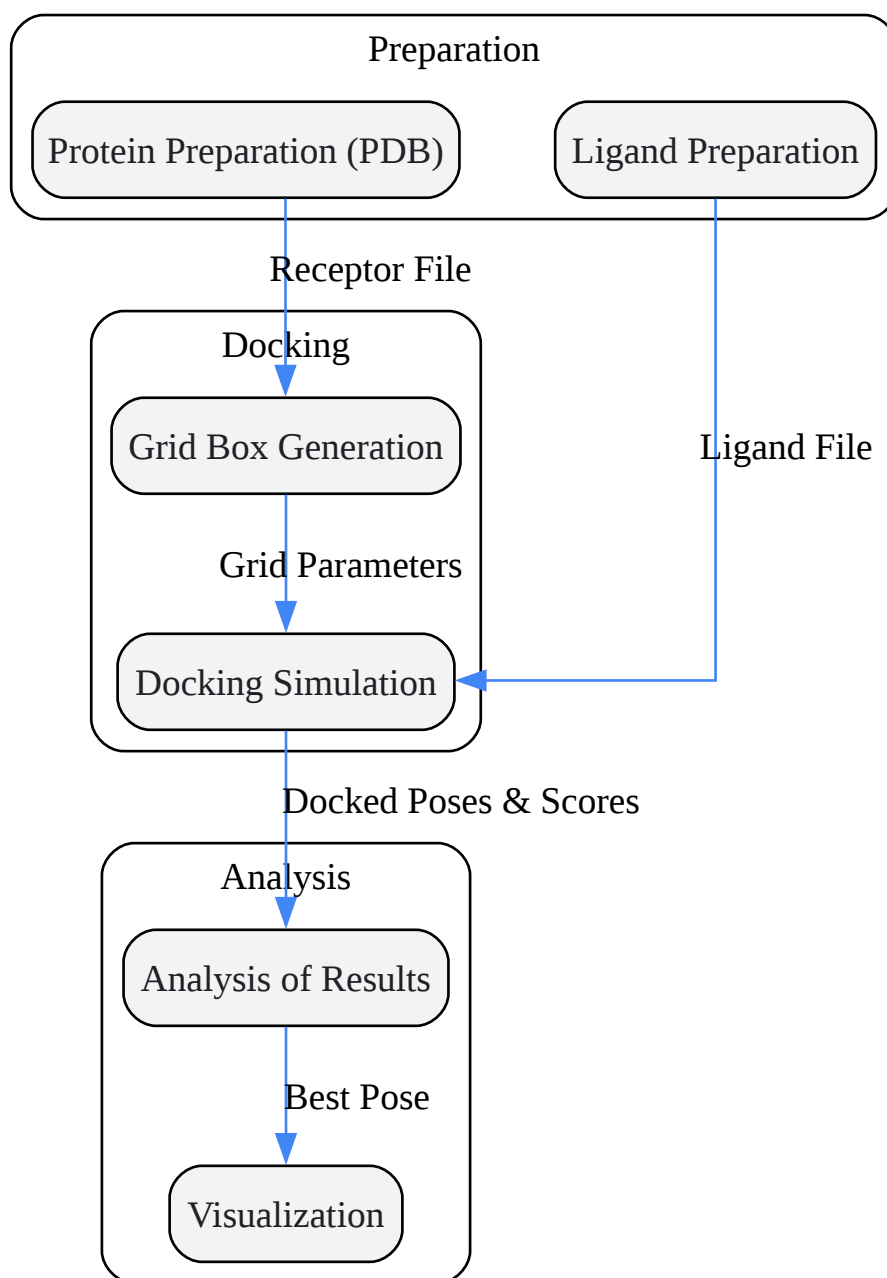 Preparation
Protein Preparation (PDB)
Ligand Preparation
Receptor File
Docking
Grid Box Generation
Ligand File
Grid Parameters
Docking Simulation
Docked Poses & Scores
Analysis
Analysis of Results
Best Pose
Visualization